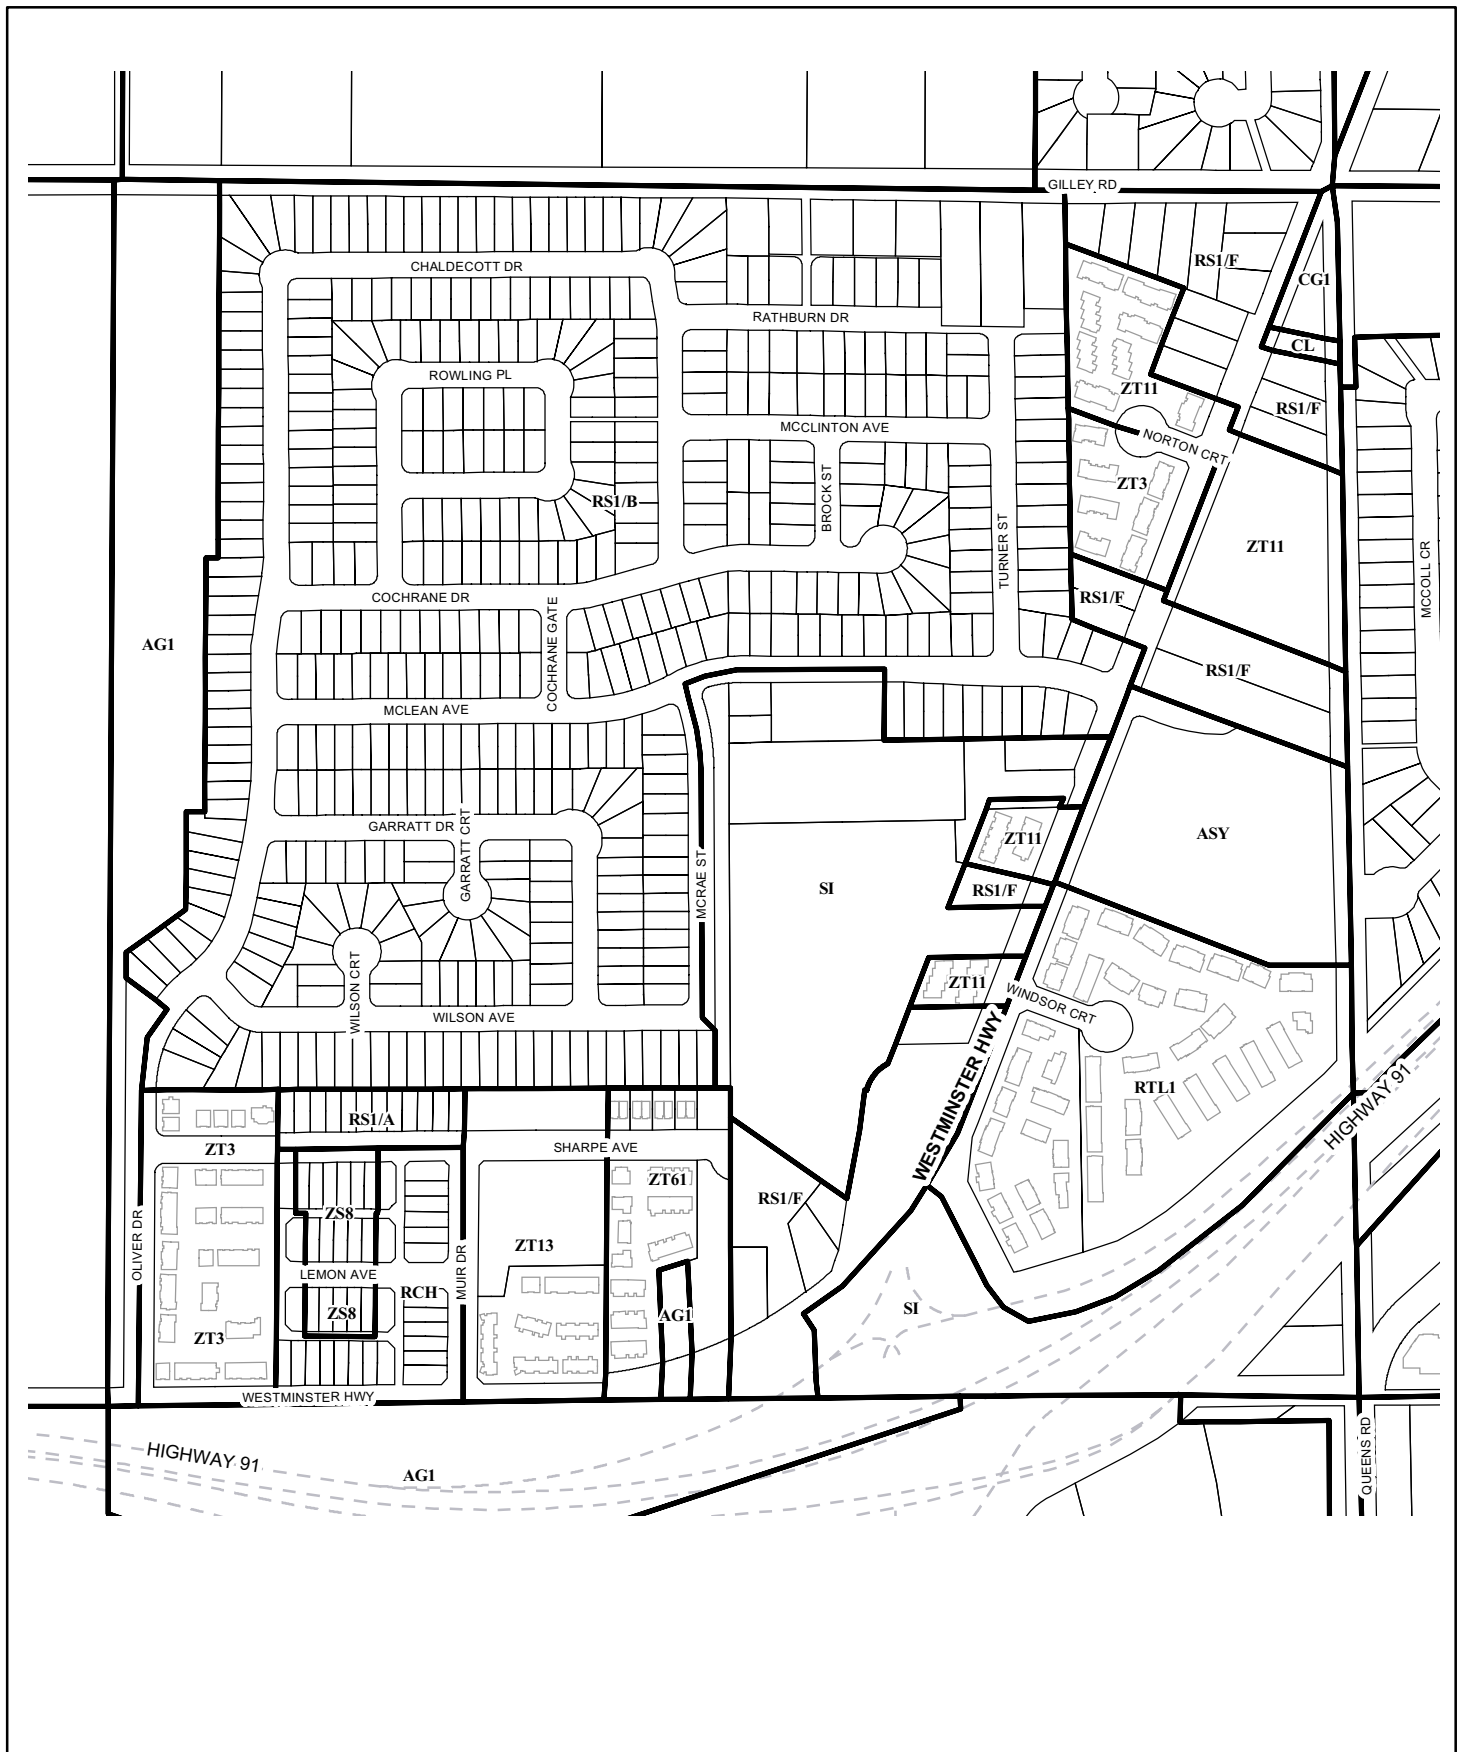 GILLEY RD
RS1/F
CHALDECOTT DR
CG1
RATHBURN DR
CL
ROWLING PL
ZT11
RS1/F
MCCLINTON AVE
NORTON CRT
ZT3
BROCK ST
RS1/B
TURNER ST
ZT11
MCCOLL CR
COCHRANE DR
RS1/F
COCHRANE GATE
AG1
RS1/F
MCLEAN AVE
GARRATT DR
GARRATT CRT
ZT11
ASY
MCRAE ST
SI
RS1/F
WILSON CRT
ZT11
WINDSOR CRT
WILSON AVE
WESTMINSTER HWY
RTL1
HIGHWAY 91
RS1/A
SHARPE AVE
ZT3
ZT61
RS1/F
ZS8
OLIVER DR
ZT13
MUIR DR
LEMON AVE
RCH
ZS8
AG1
SI
ZT3
WESTMINSTER HWY
HIGHWAY 91
AG1
QUEENS RD